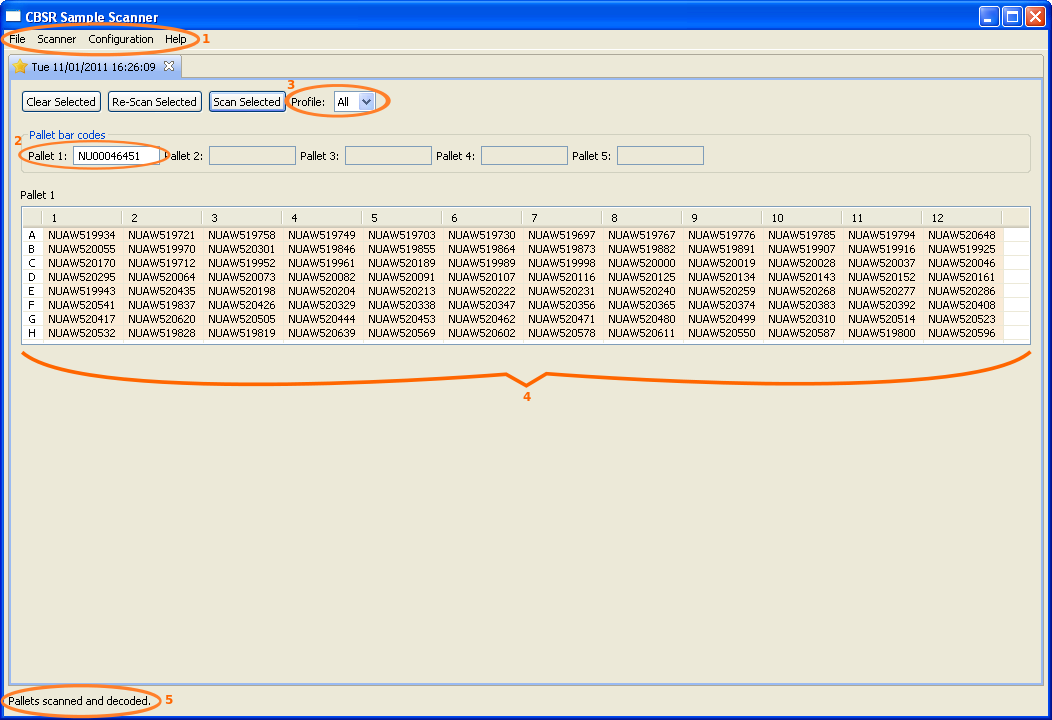 CBSR Sample Scanner
File Scanner Configuration Help 1
Tue 11/01/2011 16:26:09
3
Clear Selected Re-Scan Selected Scan Selected Profile: All
Pallet bar codes
2
Pallet 1: NU00046451 Pallet 2: Pallet 3: Pallet 4: Pallet 5:
Pallet 1
1 2 3 4 5 6 7 8 9 10 11 12
A NUAW519934 NUAW519721 NUAW519758 NUAW519749 NUAW519703 NUAW519730 NUAW519697 NUAW519767 NUAW519776 NUAW519785 NUAW519794 NUAW520648
B NUAW520055 NUAW519970 NUAW520301 NUAW519846 NUAW519855 NUAW519864 NUAW519873 NUAW519882 NUAW519891 NUAW519907 NUAW519916 NUAW519925
C NUAW520170 NUAW519712 NUAW519952 NUAW519961 NUAW520189 NUAW519989 NUAW519998 NUAW520000 NUAW520019 NUAW520028 NUAW520037 NUAW520046
D NUAW520295 NUAW520064 NUAW520073 NUAW520082 NUAW520091 NUAW520107 NUAW520116 NUAW520125 NUAW520134 NUAW520143 NUAW520152 NUAW520161
E NUAW519943 NUAW520435 NUAW520198 NUAW520204 NUAW520213 NUAW520222 NUAW520231 NUAW520240 NUAW520259 NUAW520268 NUAW520277 NUAW520286
F NUAW520541 NUAW519837 NUAW520426 NUAW520329 NUAW520338 NUAW520347 NUAW520356 NUAW520365 NUAW520374 NUAW520383 NUAW520392 NUAW520408
G NUAW520417 NUAW520620 NUAW520505 NUAW520444 NUAW520453 NUAW520462 NUAW520471 NUAW520480 NUAW520499 NUAW520310 NUAW520514 NUAW520523
H NUAW520532 NUAW519828 NUAW519819 NUAW520639 NUAW520569 NUAW520602 NUAW520578 NUAW520611 NUAW520550 NUAW520587 NUAW519800 NUAW520596
4
Pallets scanned and decoded. 5